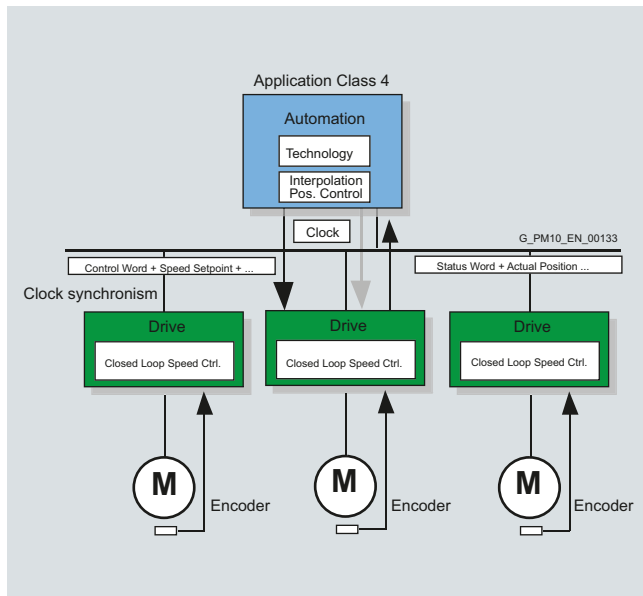 Application Class 4
Automation
Technology
Interpolation
Pos. Control
Clock
G_PM10_EN_00133
Control Word + Speed Setpoint + ...
Status Word + Actual Position ...
Clock synchronism
Drive
Drive
Drive
Closed Loop Speed Ctrl.
Closed Loop Speed Ctrl.
Closed Loop Speed Ctrl.
M
M
M
Encoder
Encoder
Encoder